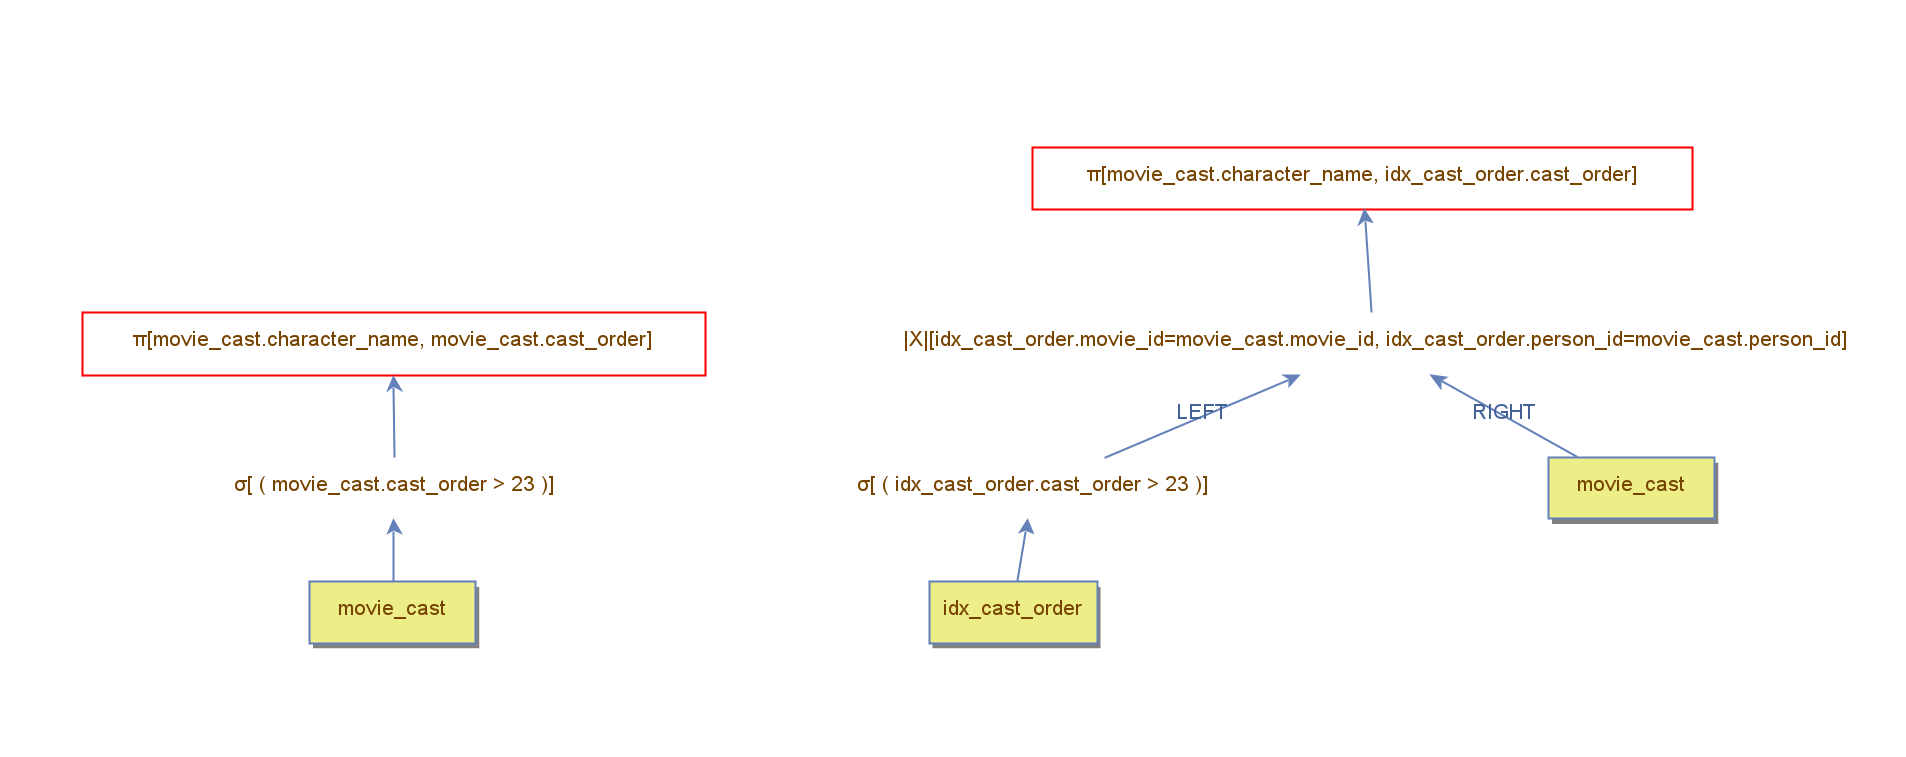 π[movie_cast.character_name, movie_cast.cast_order]
σ[ ( movie_cast.cast_order > 23 )]
movie_cast
π[movie_cast.character_name, idx_cast_order.cast_order]
|X|[idx_cast_order.movie_id=movie_cast.movie_id, idx_cast_order.person_id=movie_cast.person_id]
LEFT
RIGHT
σ[ ( idx_cast_order.cast_order > 23 )]
movie_cast
idx_cast_order